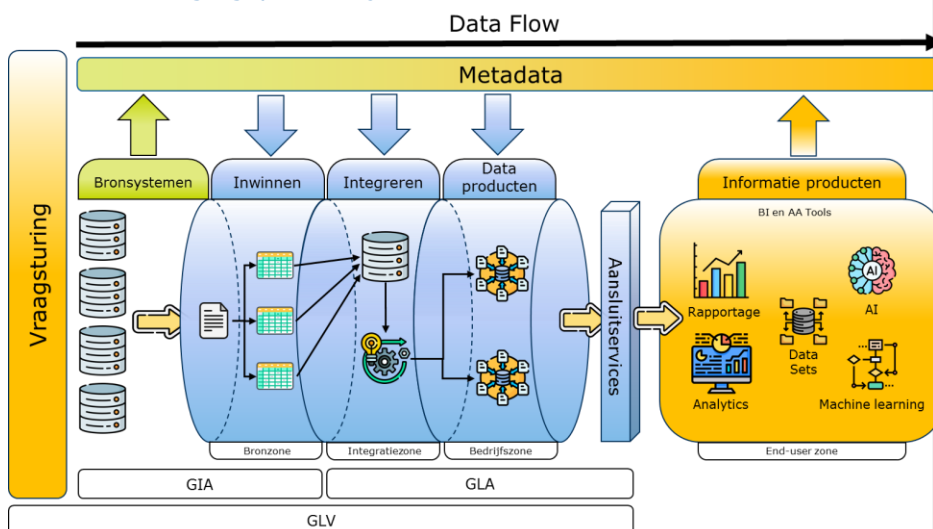 Data Flow
Metadata
Vraagsturing
Bronsystemen
Inwinnen
Integreren
Data
producten
Informatie producten
BI en AA Tools
Rapportage
AI
AI
Data
Sets
Analytics
Machine learning
Aansluitservices
Bronzone
Integratiezone
Bedrijfszone
End-user zone
GIA
GLA
GLV